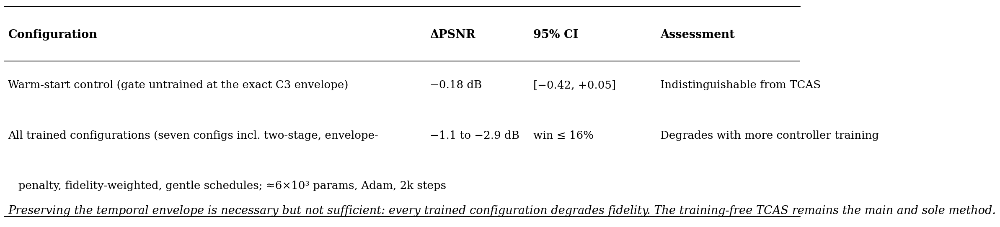 Configuration ΔPSNR 95% CI Assessment
Warm-start control (gate untrained at the exact C3 envelope) −0.18 dB [−0.42, +0.05] Indistinguishable from TCAS
All trained configurations (seven configs incl. two-stage, envelope- −1.1 to −2.9 dB win ≤ 16% Degrades with more controller training
penalty, fidelity-weighted, gentle schedules; ≈6×10³ params, Adam, 2k steps
Preserving the temporal envelope is necessary but not sufficient: every trained configuration degrades fidelity. The training-free TCAS remains the main and sole method.